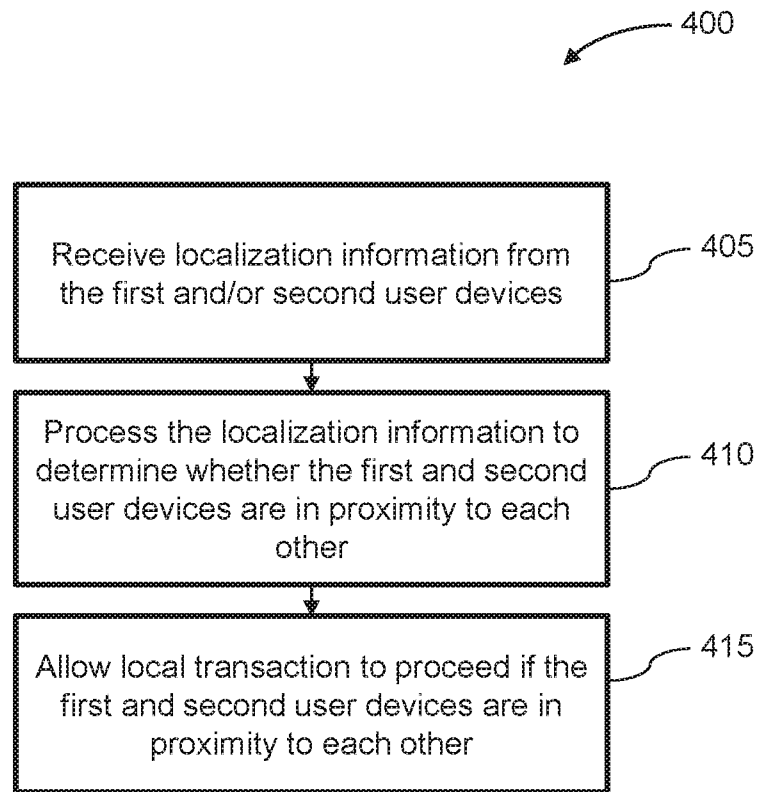 400
Receive localization information from
the first and/or second user devices
405
Process the localization information to
determine whether the first and second
user devices are in proximity to each
other
410
Allow local transaction to proceed if the
first and second user devices are in
proximity to each other
415